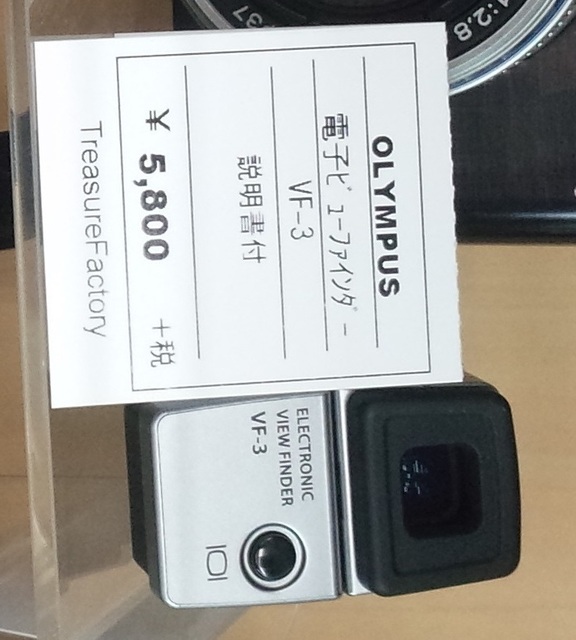 OLYMPUS
電子ビューファインダー
VF-3
説明書付
¥ 5,800 +税
TreasureFactory
ELECTRONIC
VIEW FINDER
VF-3
1:2.8
37